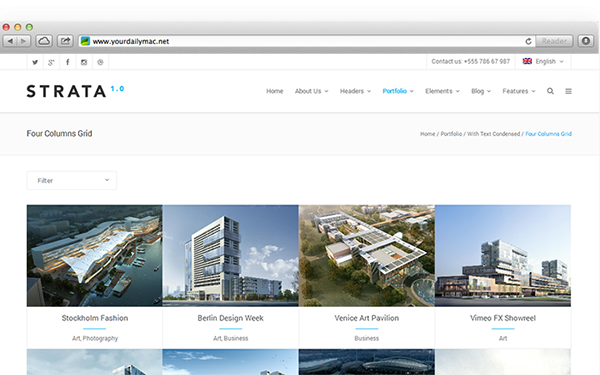 www.yourdailymac.net
Reader
Contact us: +555 786 67 987
English
STRATA 1.0
Home About Us Headers Portfolio Elements Blog Features
Four Columns Grid
Home / Portfolio / With Text Condensed / Four Columns Grid
Filter
Stockholm Fashion Berlin Design Week Venice Art Pavilion Vimeo FX Showreel
Art, Photography Art, Business Business Art